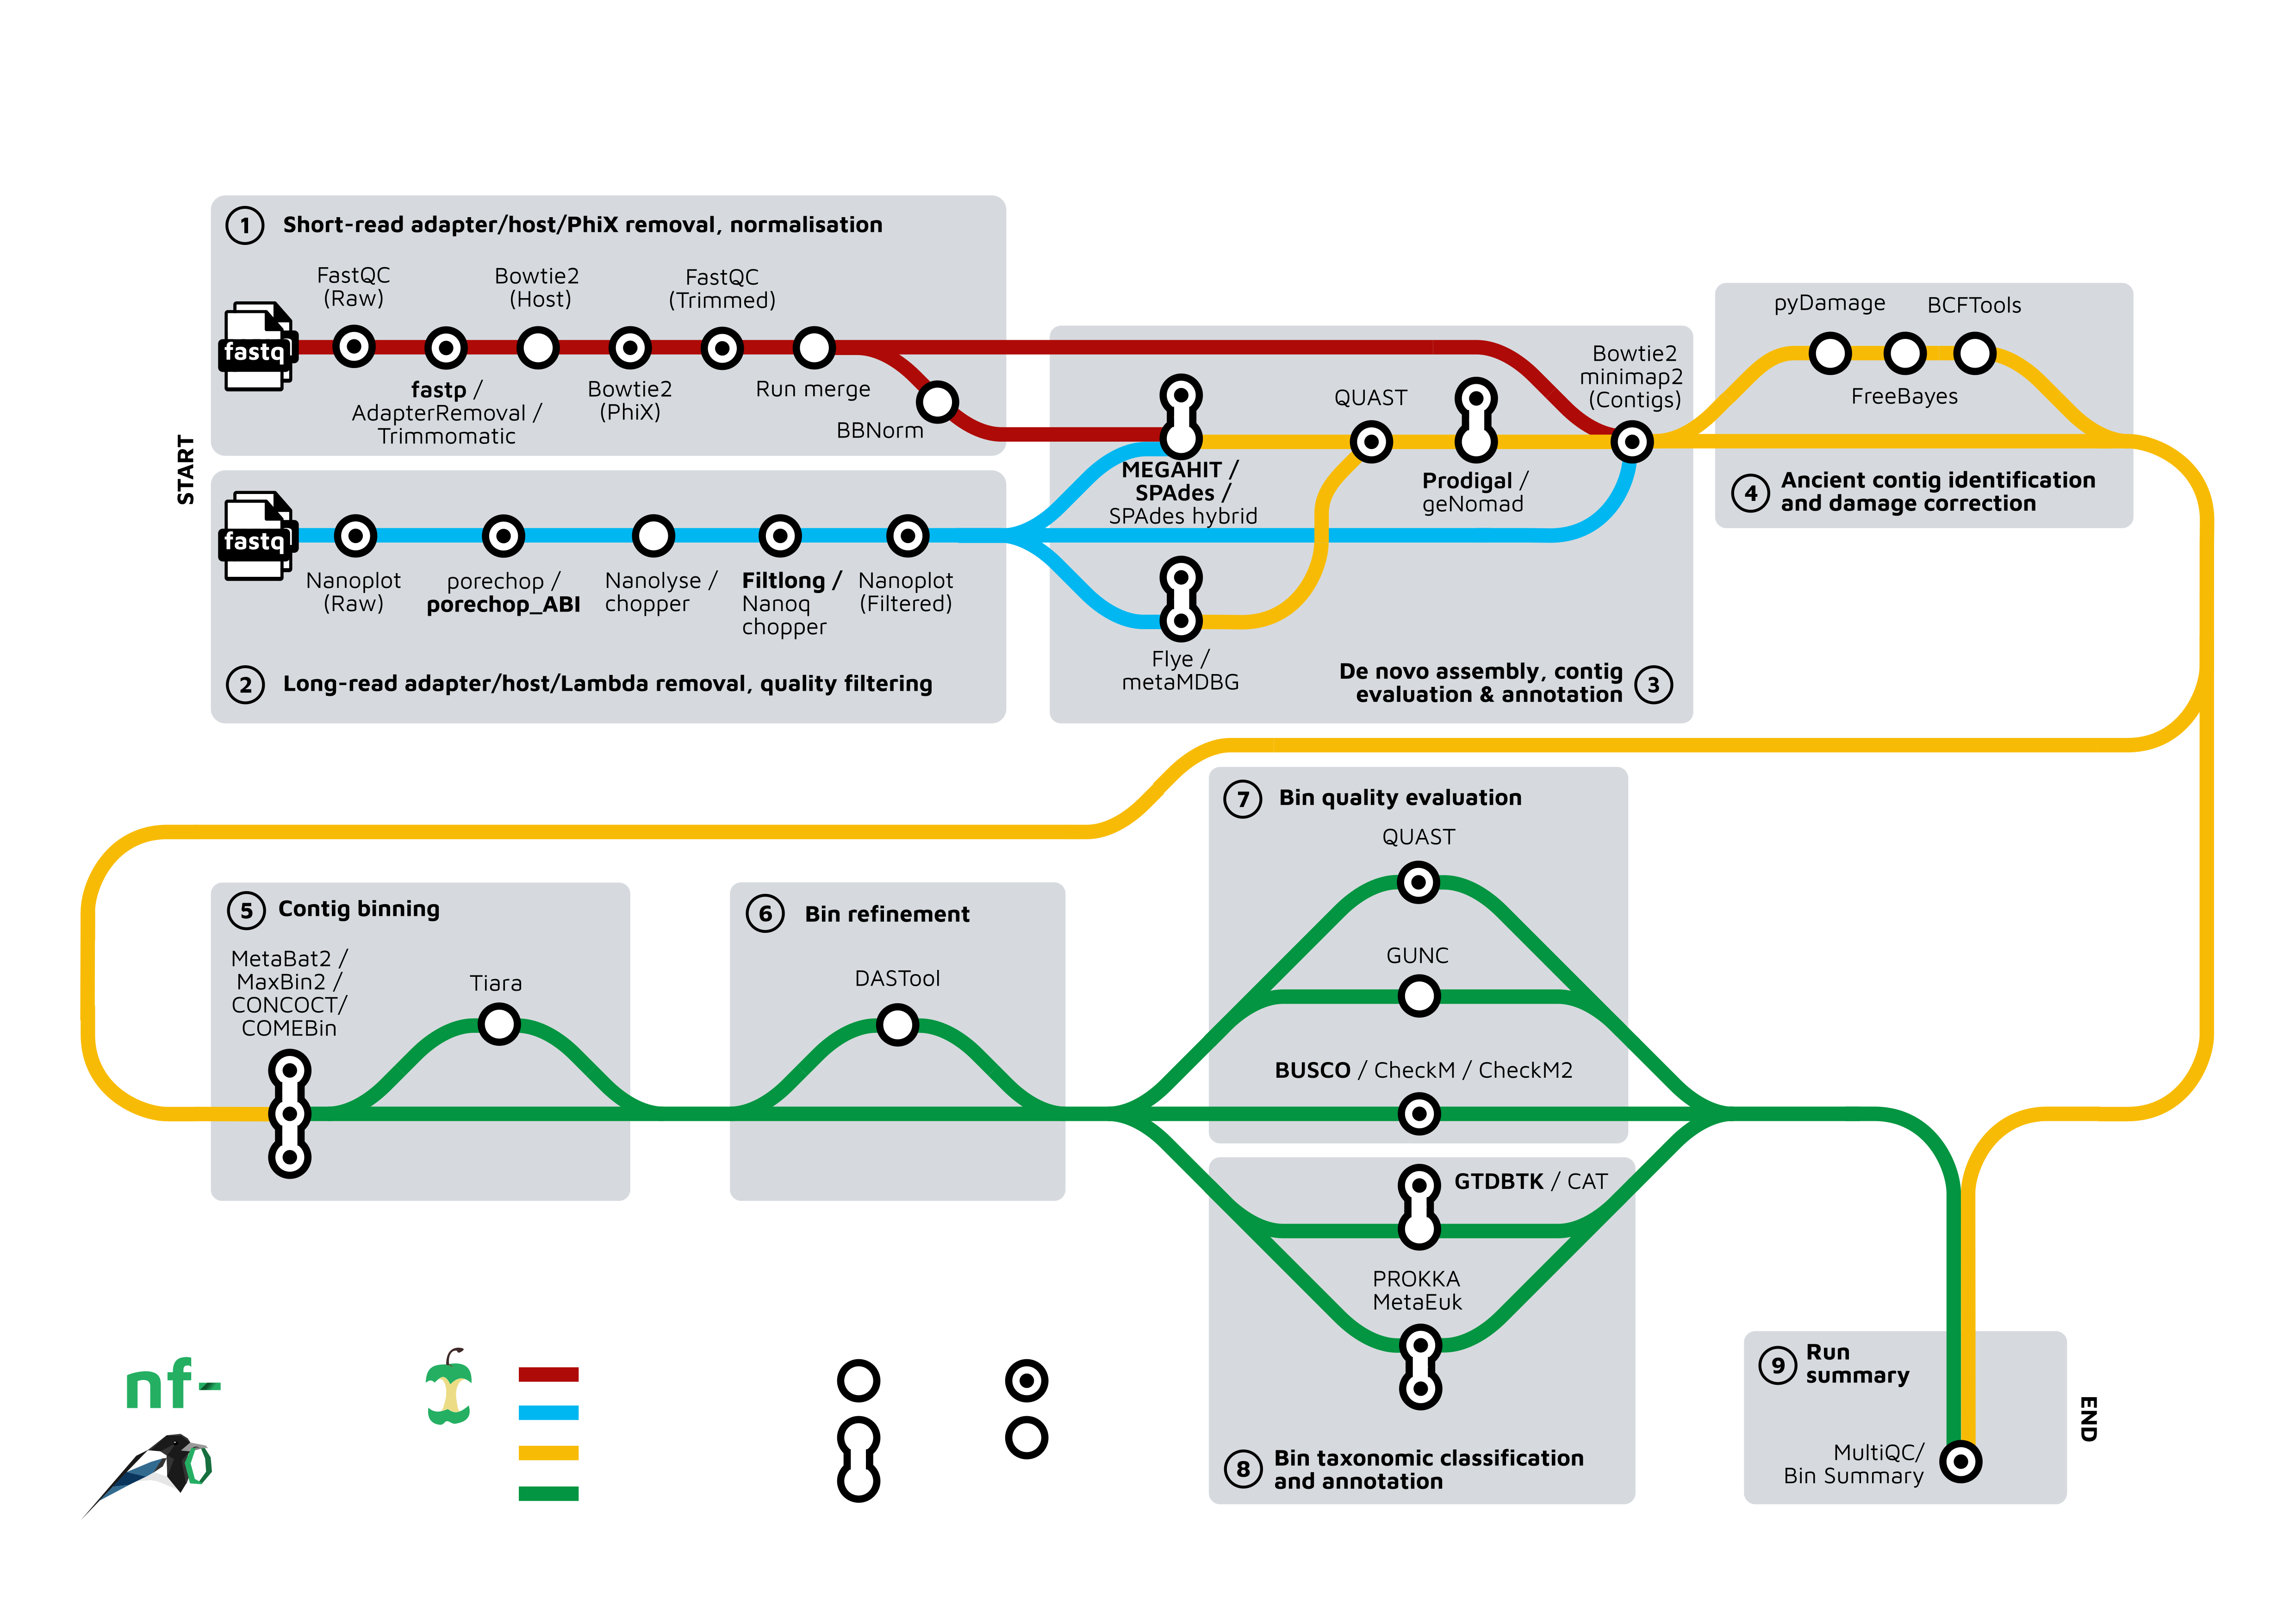 1 Short-read adapter/host/PhiX removal, normalisation
FastQC
(Raw)
Bowtie2
(Host)
FastQC
(Trimmed)
fastq
fastp /
AdapterRemoval /
Trimmomatic
Bowtie2
(PhiX)
Run merge
BBNorm
START
fastq
Nanoplot
(Raw)
porechop /
porechop_ABI
Nanolyse /
chopper
Filtlong /
Nanoq
chopper
Nanoplot
(Filtered)
2 Long-read adapter/host/Lambda removal, quality filtering
MEGAHIT /
SPAdes /
SPAdes hybrid
QUAST
Prodigal /
geNomad
Bowtie2
minimap2
(Contigs)
Flye /
metaMDBG
De novo assembly, contig
evaluation & annotation 3
pyDamage
BCFTools
FreeBayes
4 Ancient contig identification
and damage correction
5 Contig binning
MetaBat2 /
MaxBin2 /
CONCOCT/
COMEBin
Tiara
6 Bin refinement
DASTool
7 Bin quality evaluation
QUAST
GUNC
BUSCO / CheckM / CheckM2
GTDBTK / CAT
PROKKA
MetaEuk
8 Bin taxonomic classification
and annotation
9 Run
summary
MultiQC/
Bin Summary
END
nf-